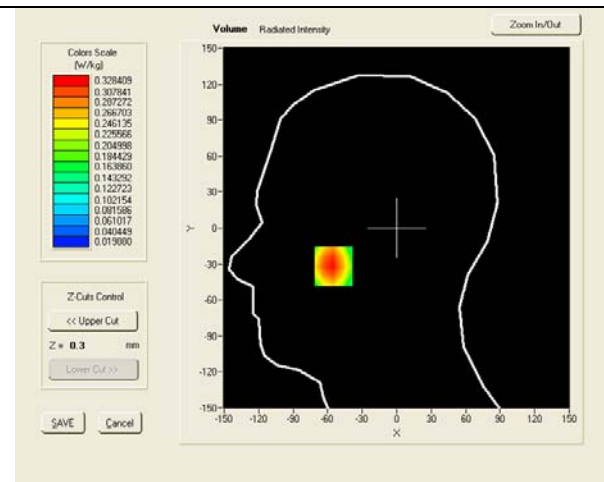 Volume Radiated Intensity
Zoom In/Out
Colors Scale
(W/kg)
0.328409
0.307841
0.287272
0.266703
0.246135
0.225566
0.204998
0.184429
0.163860
0.143292
0.122723
0.102154
0.081586
0.061017
0.040449
0.019880
Z-Cuts Control
<< Upper Cut
Z = 0.3 mm
Lower Cut >>
SAVE Cancel
150-
120-
90-
60-
30-
Y 0-
-30-
-60-
-90-
-120-
-150-
-150 -120 -90 -60 -30 0 30 60 90 120 150
X